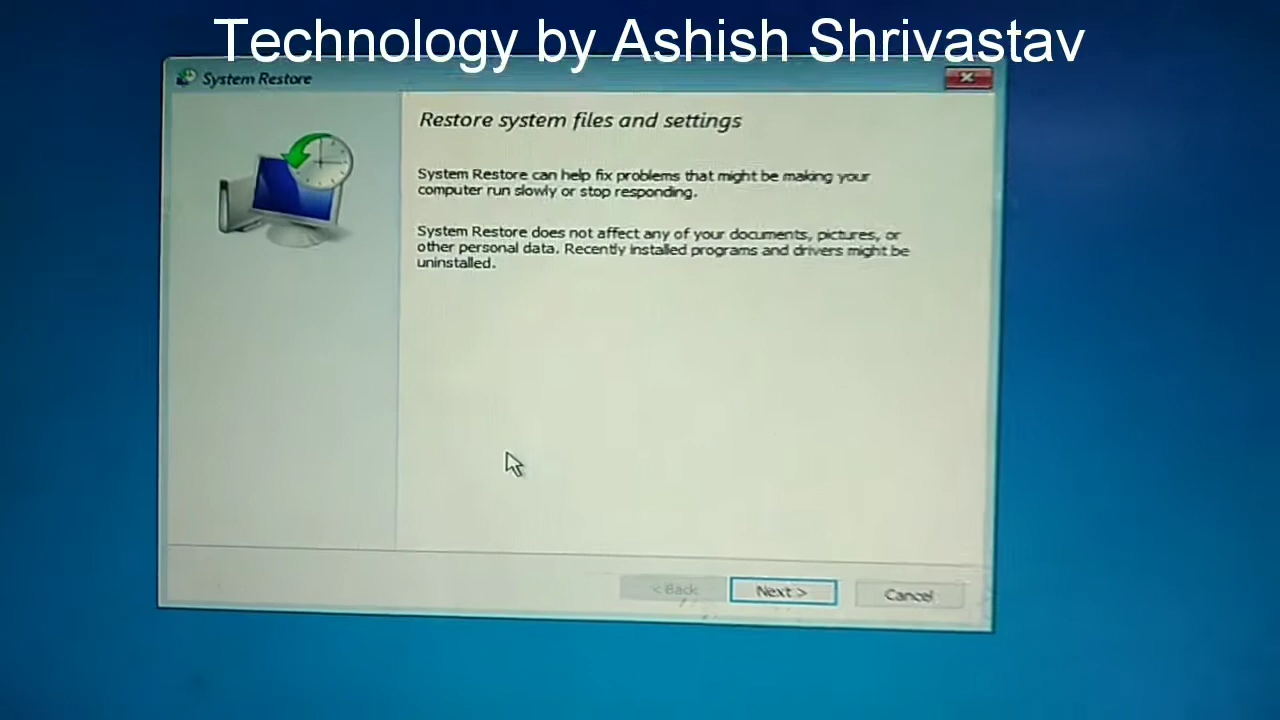 Technology by Ashish Shrivastav
System Restore
Restore system files and settings
System Restore can help fix problems that might be making your
computer run slowly or stop responding.
System Restore does not affect any of your documents, pictures, or
other personal data. Recently installed programs and drivers might be
uninstalled.
< Back
Next >
Cancel